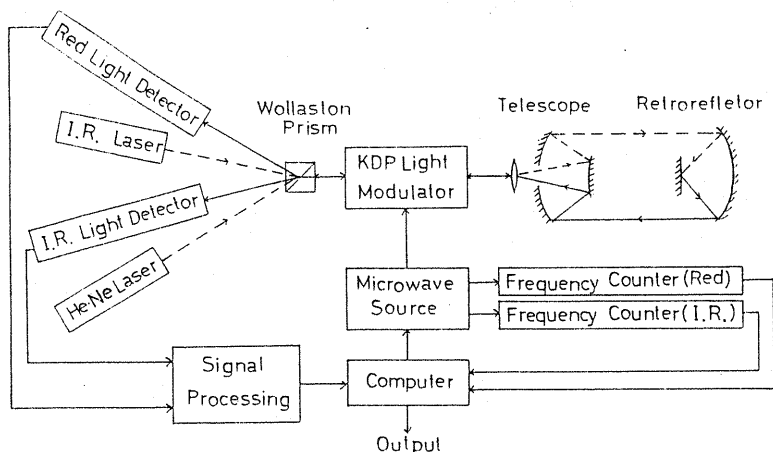 Red Light Detector
I.R. Laser
I.R. Light Detector
He-Ne Laser
Wollaston
Prism
KDP Light
Modulator
Telescope
Retrorefletor
Microwave
Source
Frequency Counter (Red)
Frequency Counter (I.R.)
Signal
Processing
Computer
Output